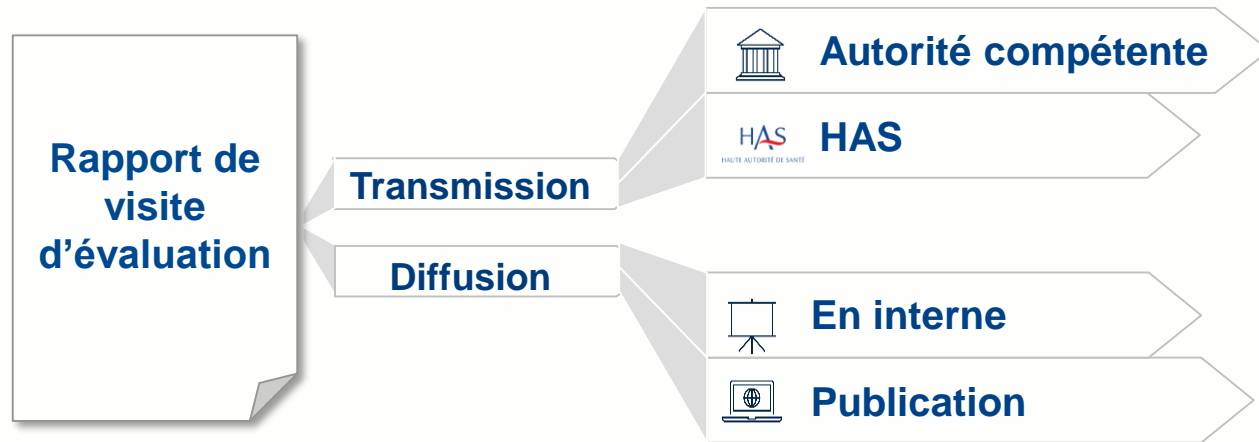 Rapport de
visite
d’évaluation
Transmission
Autorité compétente
HAS
HAUTE AUTORITÉ DE SANTÉ
HAS
Diffusion
En interne
Publication